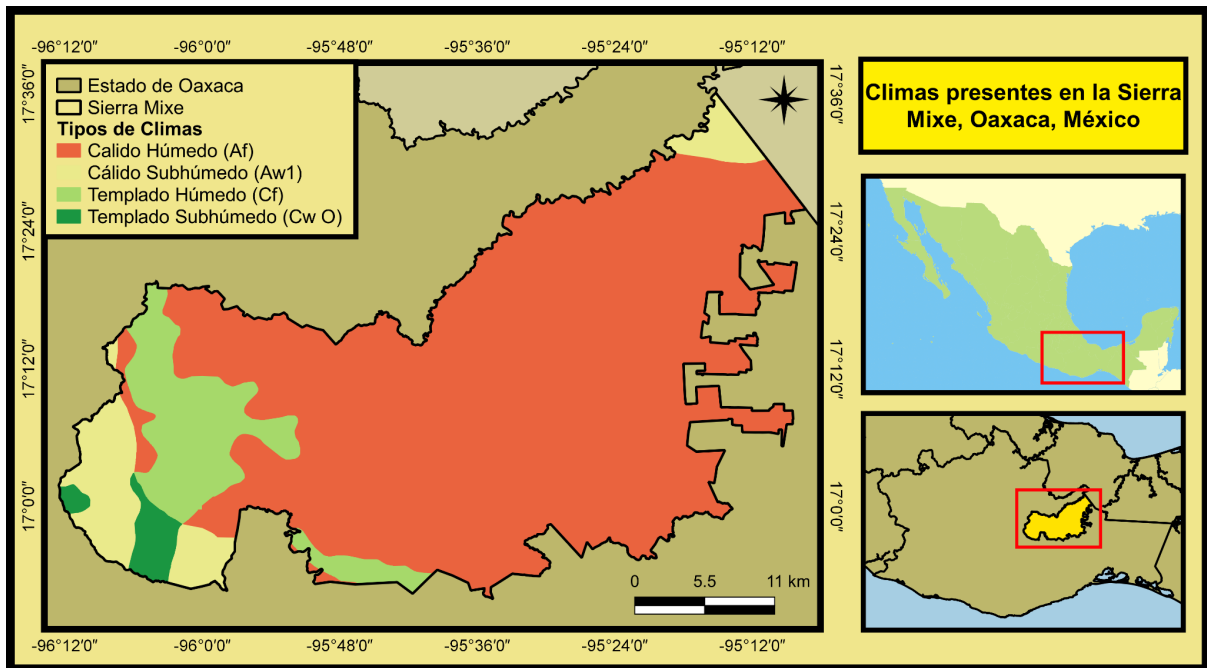 -96°12′0″ -96°0′0″ -95°48′0″ -95°36′0″ -95°24′0″ -95°12′0″
17°36′0″
17°24′0″
17°12′0″
17°0′0″
Estado de Oaxaca
Sierra Mixe
Tipos de Climas
Calido Húmedo (Af)
Cálido Subhúmedo (Aw1)
Templado Húmedo (Cf)
Templado Subhúmedo (Cw O)
0 5.5 11 km
17°36′0″
17°24′0″
17°12′0″
17°0′0″
-96°12′0″ -96°0′0″ -95°48′0″ -95°36′0″ -95°24′0″ -95°12′0″
Climas presentes en la Sierra
Mixe, Oaxaca, México